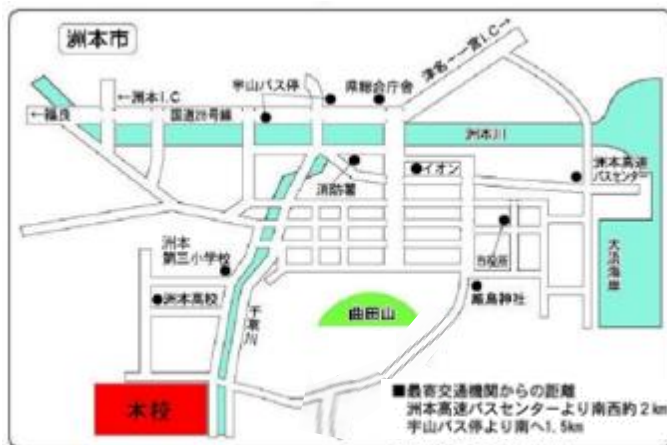 洲本市
津名一宮I.C→
宇山バス停
県総合庁舎
←洲本I.C
←福良
国道28号線
洲本川
消防署
イオン
洲本高速
バスセンター
洲本
第三小学校
市役所
大浜海岸
洲本高校
千草川
曲田山
厳島神社
本校
■最寄交通機関からの距離
洲本高速バスセンターより南西約2km
宇山バス停より南へ1.5km